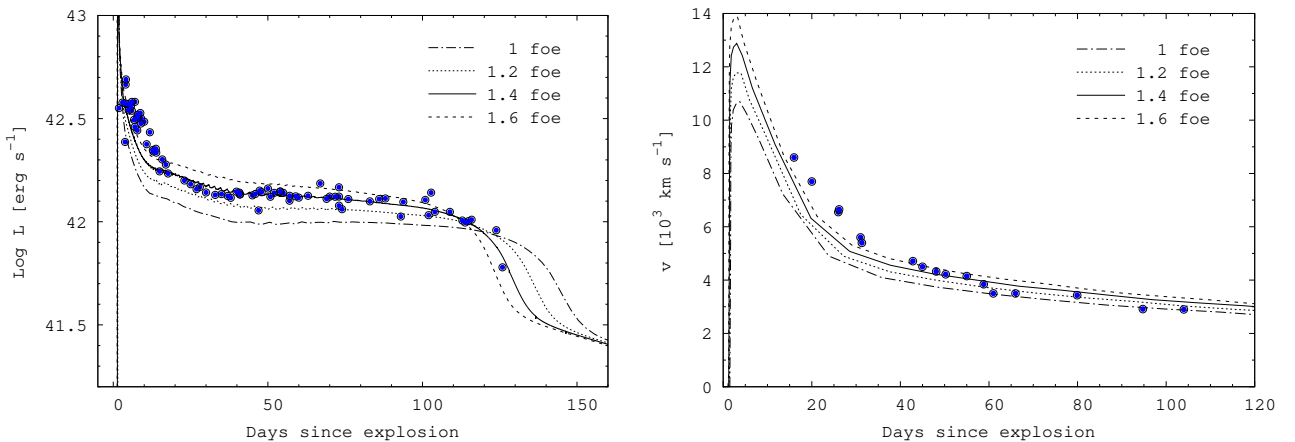 43
42.5
42
41.5
Log L [erg s⁻¹]
1 foe
1.2 foe
1.4 foe
1.6 foe
0
50
100
150
Days since explosion
14
12
10
8
6
4
2
0
v [10³ km s⁻¹]
1 foe
1.2 foe
1.4 foe
1.6 foe
0
20
40
60
80
100
120
Days since explosion